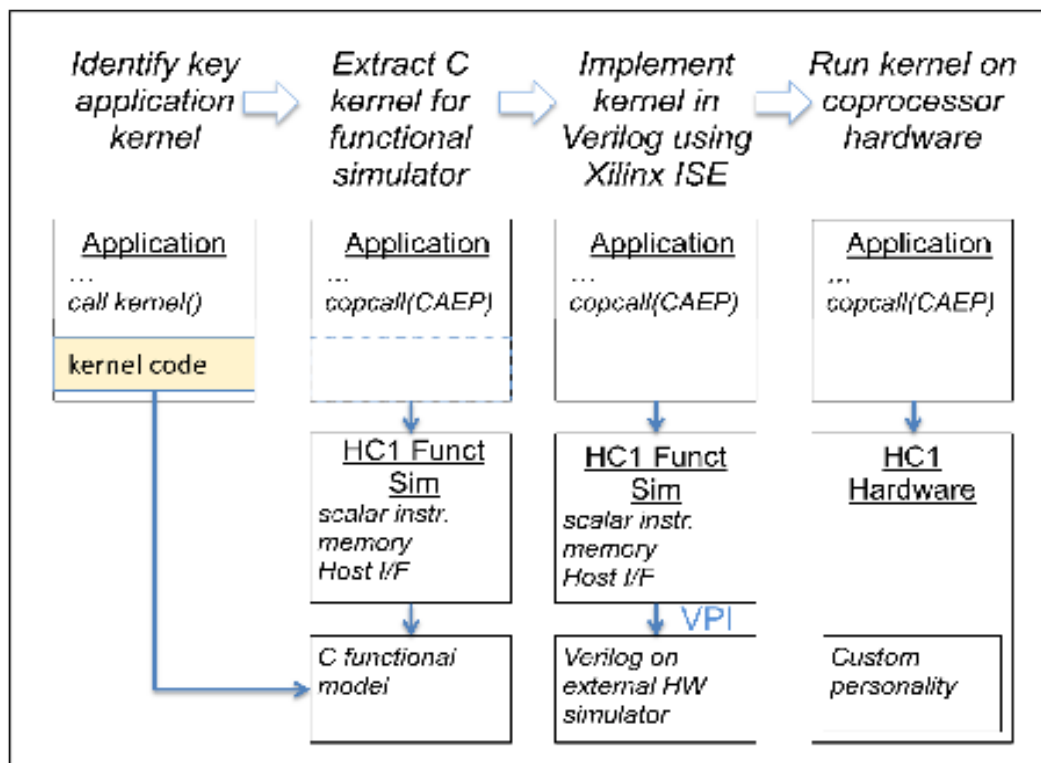 Identify key
application
kernel
Extract C
kernel for
functional
simulator
Implement
kernel in
Verilog using
Xilinx ISE
Run kernel on
coprocessor
hardware
Application
...
call kernel()
kernel code
Application
...
copcall(CAEP)
HC1 Funct
Sim
scalar instr.
memory
Host I/F
C functional
model
Application
...
copcall(CAEP)
HC1 Funct
Sim
scalar instr.
memory
Host I/F
VPI
Verilog on
external HW
simulator
Application
...
copcall(CAEP)
HC1
Hardware
Custom
personality